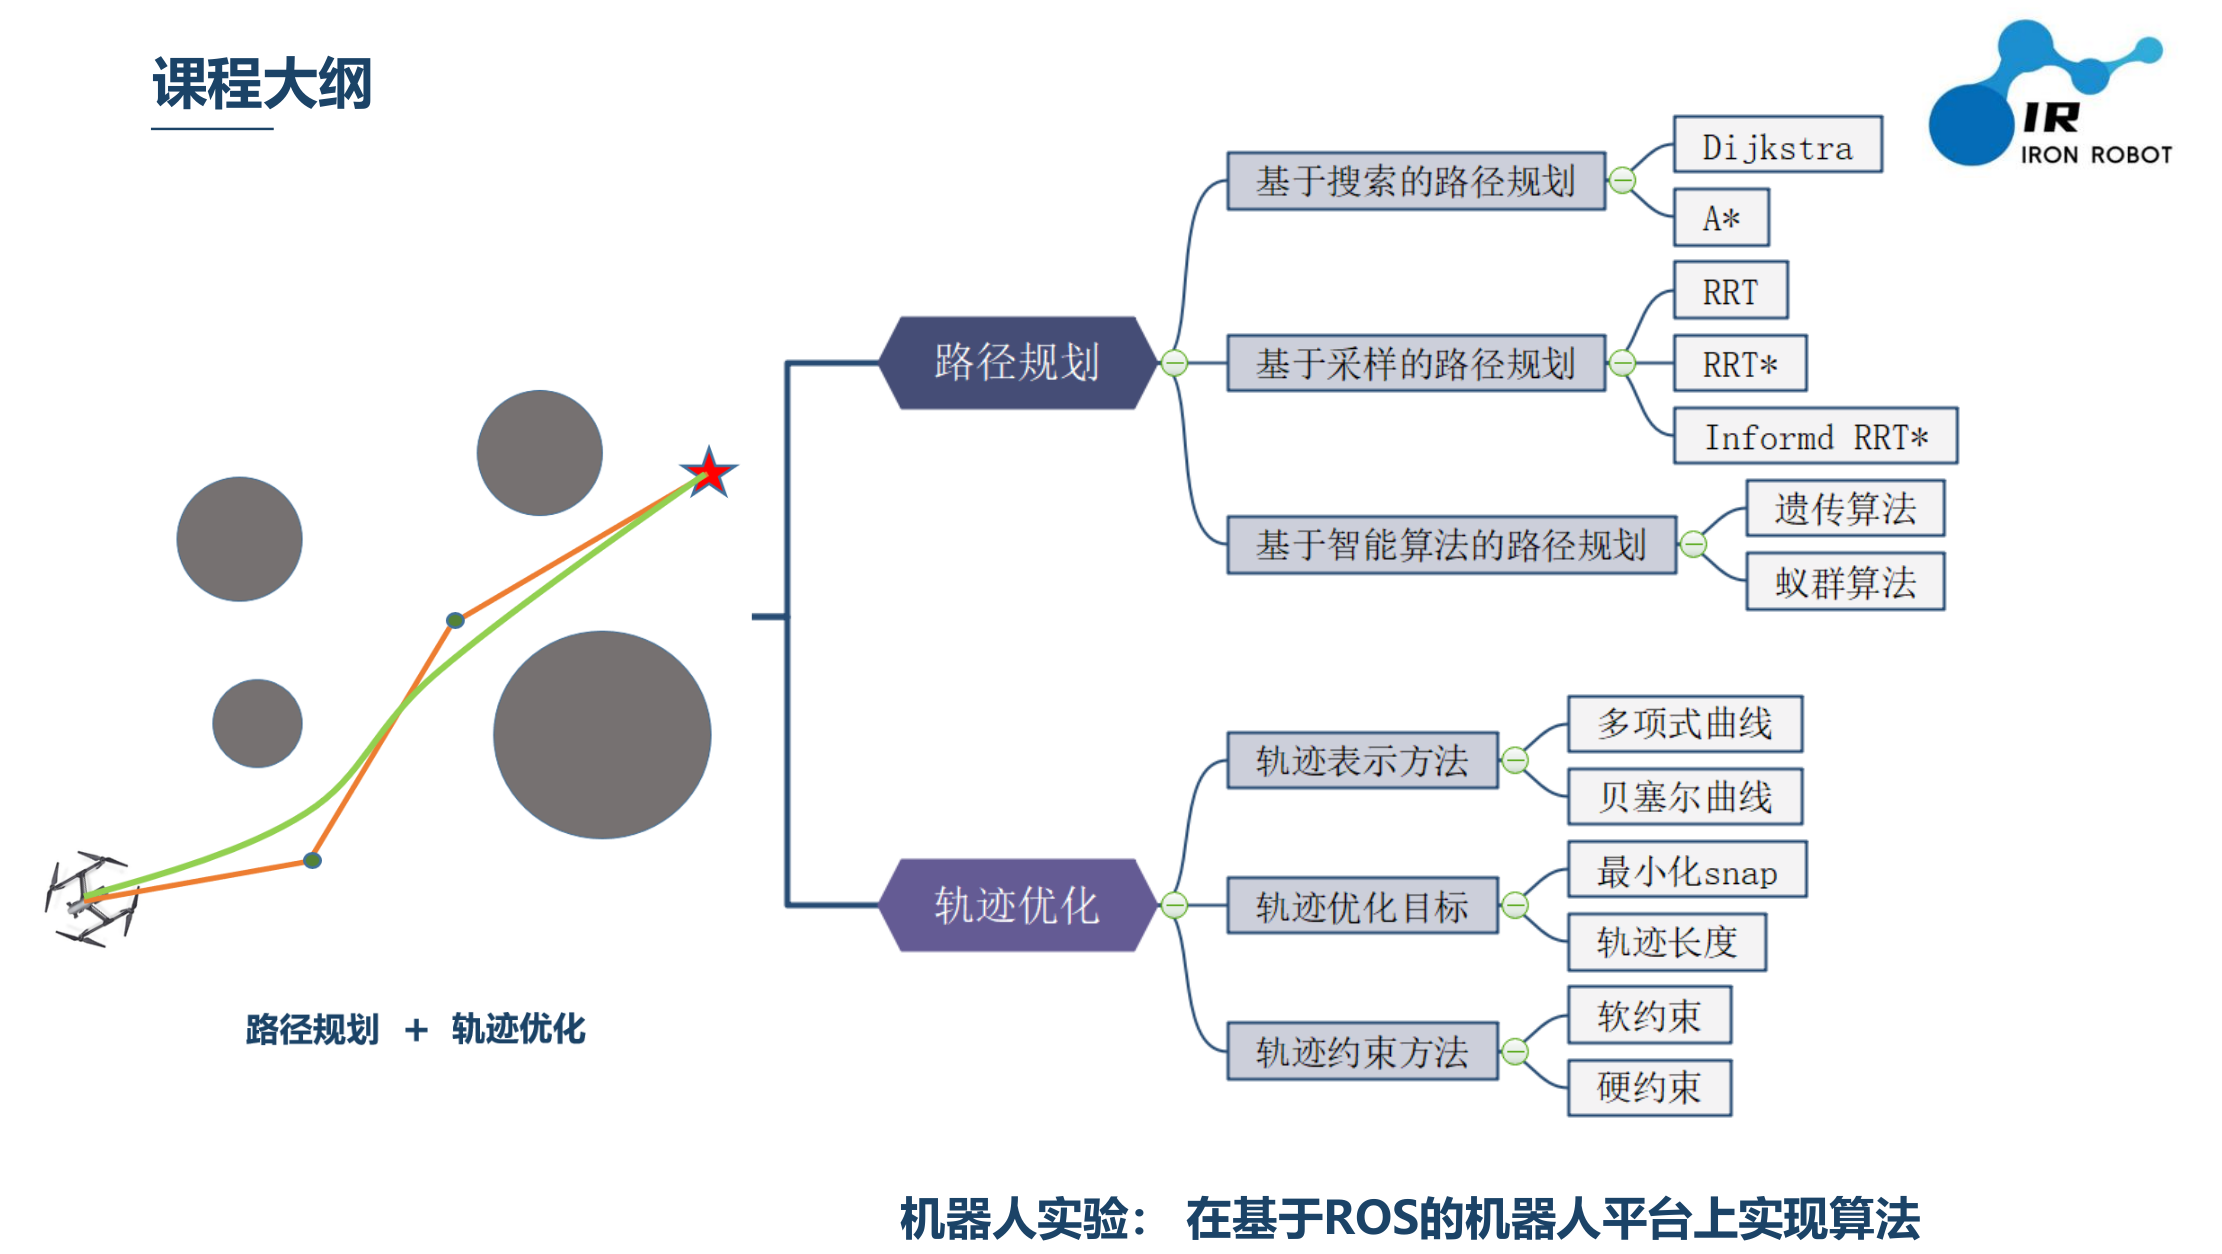 课程大纲
IR
IRON ROBOT
路径规划
基于搜索的路径规划
Dijkstra
A*
基于采样的路径规划
RRT
RRT*
Informd RRT*
基于智能算法的路径规划
遗传算法
蚁群算法
轨迹优化
轨迹表示方法
多项式曲线
贝塞尔曲线
轨迹优化目标
最小化snap
轨迹长度
轨迹约束方法
软约束
硬约束
路径规划 + 轨迹优化
机器人实验： 在基于ROS的机器人平台上实现算法